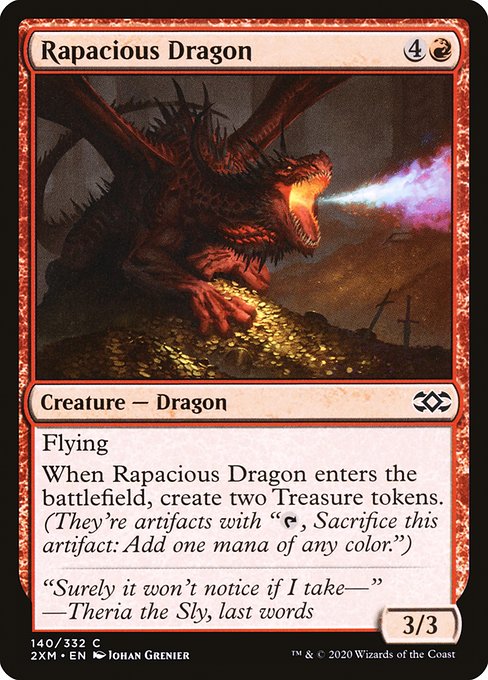 Rapacious Dragon 4
Creature — Dragon
Flying
When Rapacious Dragon enters the
battlefield, create two Treasure tokens.
(They're artifacts with “, Sacrifice this
artifact: Add one mana of any color.”)
“Surely it won't notice if I take—”
—Theria the Sly, last words
3/3
140/332 C
2XM • EN Johan Grenier
™ & © 2020 Wizards of the Coast